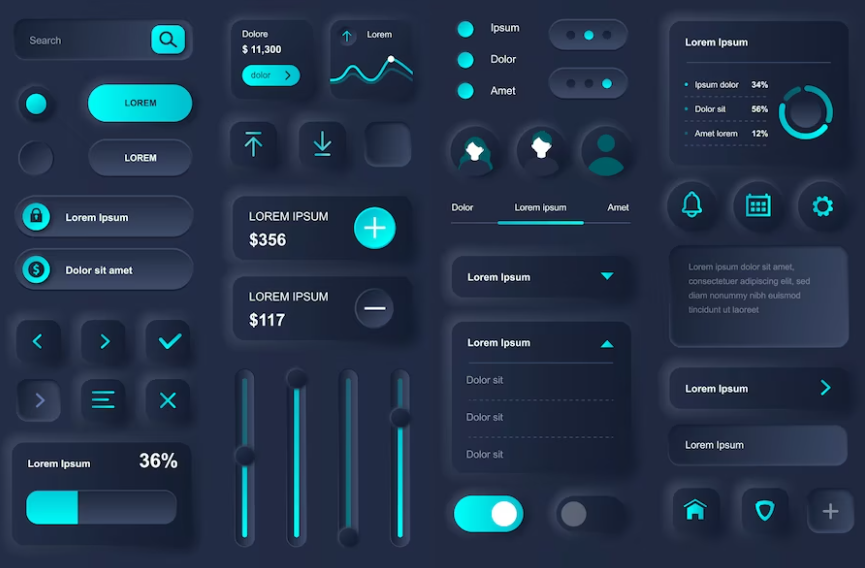 Search
LOREM
LOREM
Lorem Ipsum
Dolor sit amet
Lorem Ipsum
36%
Dolore
$ 11,300
dolor
Lorem
LOREM IPSUM
$356
LOREM IPSUM
$117
Ipsum
Dolor
Amet
Dolor
Lorem ipsum
Amet
Lorem Ipsum
Lorem Ipsum
Dolor sit
Dolor sit
Dolor sit
Lorem Ipsum
Ipsum dolor 34%
Dolor sit 56%
Amet lorem 12%
Lorem ipsum dolor sit amet,
consectetuer adipiscing elit, sed
diam nonummy nibh euismod
tincidunt ut laoreet
Lorem Ipsum
Lorem Ipsum